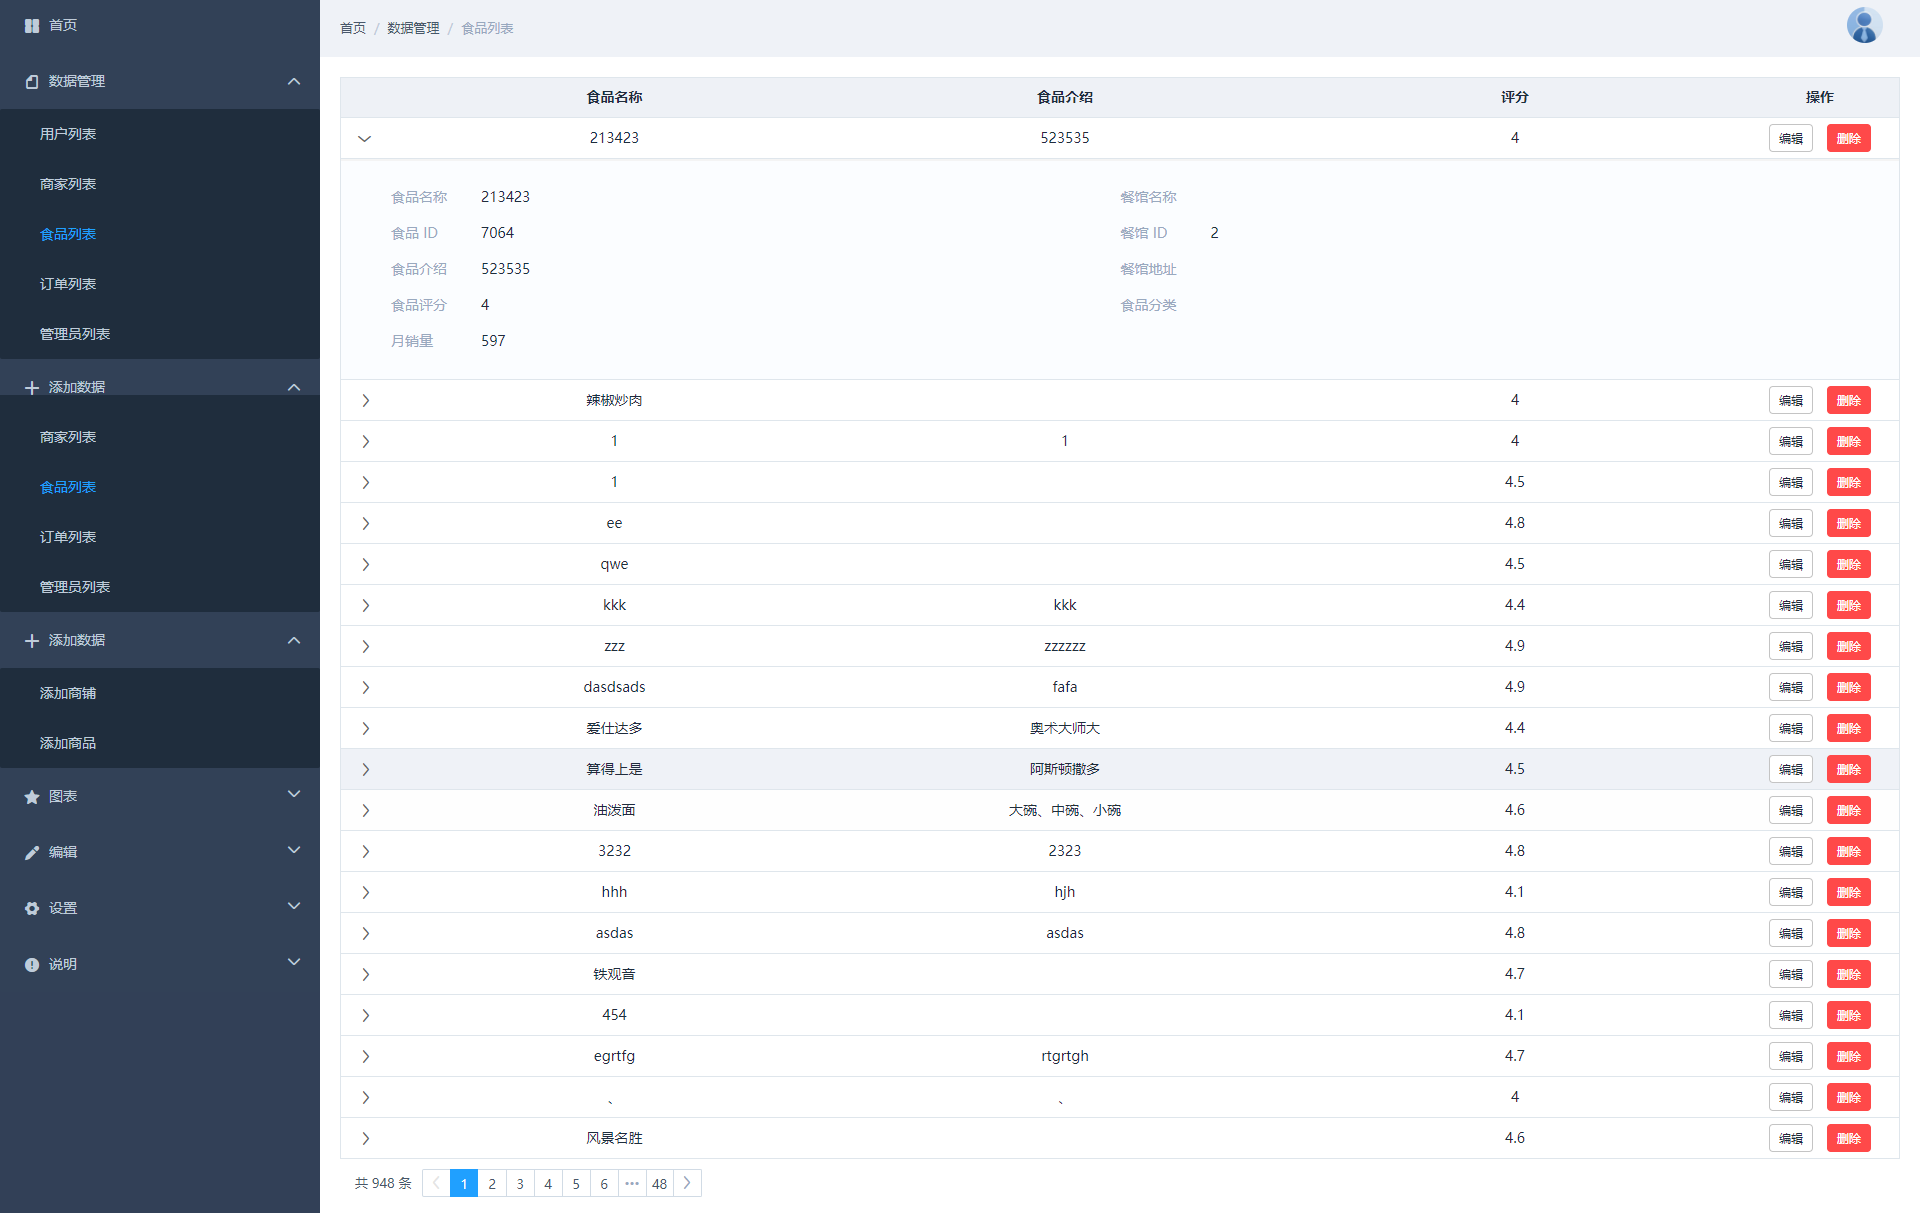 首页
数据管理
用户列表
商家列表
食品列表
订单列表
管理员列表
添加数据
商家列表
食品列表
订单列表
管理员列表
添加数据
添加商铺
添加商品
图表
编辑
设置
说明
首页 / 数据管理 / 食品列表
食品名称 食品介绍 评分 操作
213423 523535 4 编辑 删除
食品名称 213423 餐馆名称
食品 ID 7064 餐馆 ID 2
食品介绍 523535 餐馆地址
食品评分 4 食品分类
月销量 597
辣椒炒肉 4 编辑 删除
1 1 4 编辑 删除
1 4.5 编辑 删除
ee 4.8 编辑 删除
qwe 4.5 编辑 删除
kkk kkk 4.4 编辑 删除
zzz zzzzzz 4.9 编辑 删除
dasdsads fafa 4.9 编辑 删除
爱仕达多 奥术大师大 4.4 编辑 删除
算得上是 阿斯顿撒多 4.5 编辑 删除
油泼面 大碗、中碗、小碗 4.6 编辑 删除
3232 2323 4.8 编辑 删除
hhh hjh 4.1 编辑 删除
asdas asdas 4.8 编辑 删除
铁观音 4.7 编辑 删除
454 4.1 编辑 删除
egrtfg rtgrtgh 4.7 编辑 删除
、 、 4 编辑 删除
风景名胜 4.6 编辑 删除
共 948 条 1 2 3 4 5 6 ••• 48